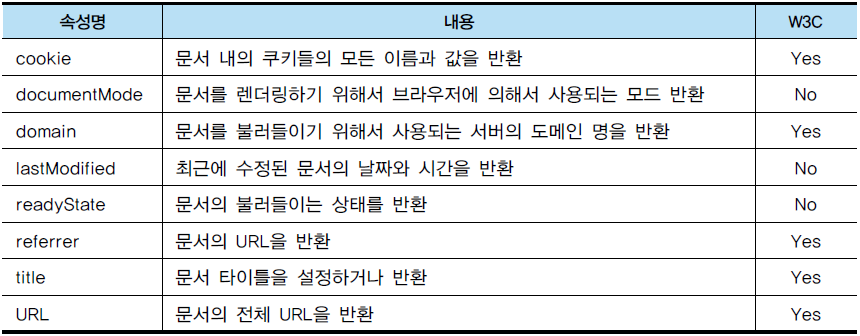 속성명 내용 W3C
cookie 문서 내의 쿠키들의 모든 이름과 값을 반환 Yes
documentMode 문서를 렌더링하기 위해서 브라우저에 의해서 사용되는 모드 반환 No
domain 문서를 불러들이기 위해서 사용되는 서버의 도메인 명을 반환 Yes
lastModified 최근에 수정된 문서의 날짜와 시간을 반환 No
readyState 문서의 불러들이는 상태를 반환 No
referrer 문서의 URL을 반환 Yes
title 문서 타이틀을 설정하거나 반환 Yes
URL 문서의 전체 URL을 반환 Yes